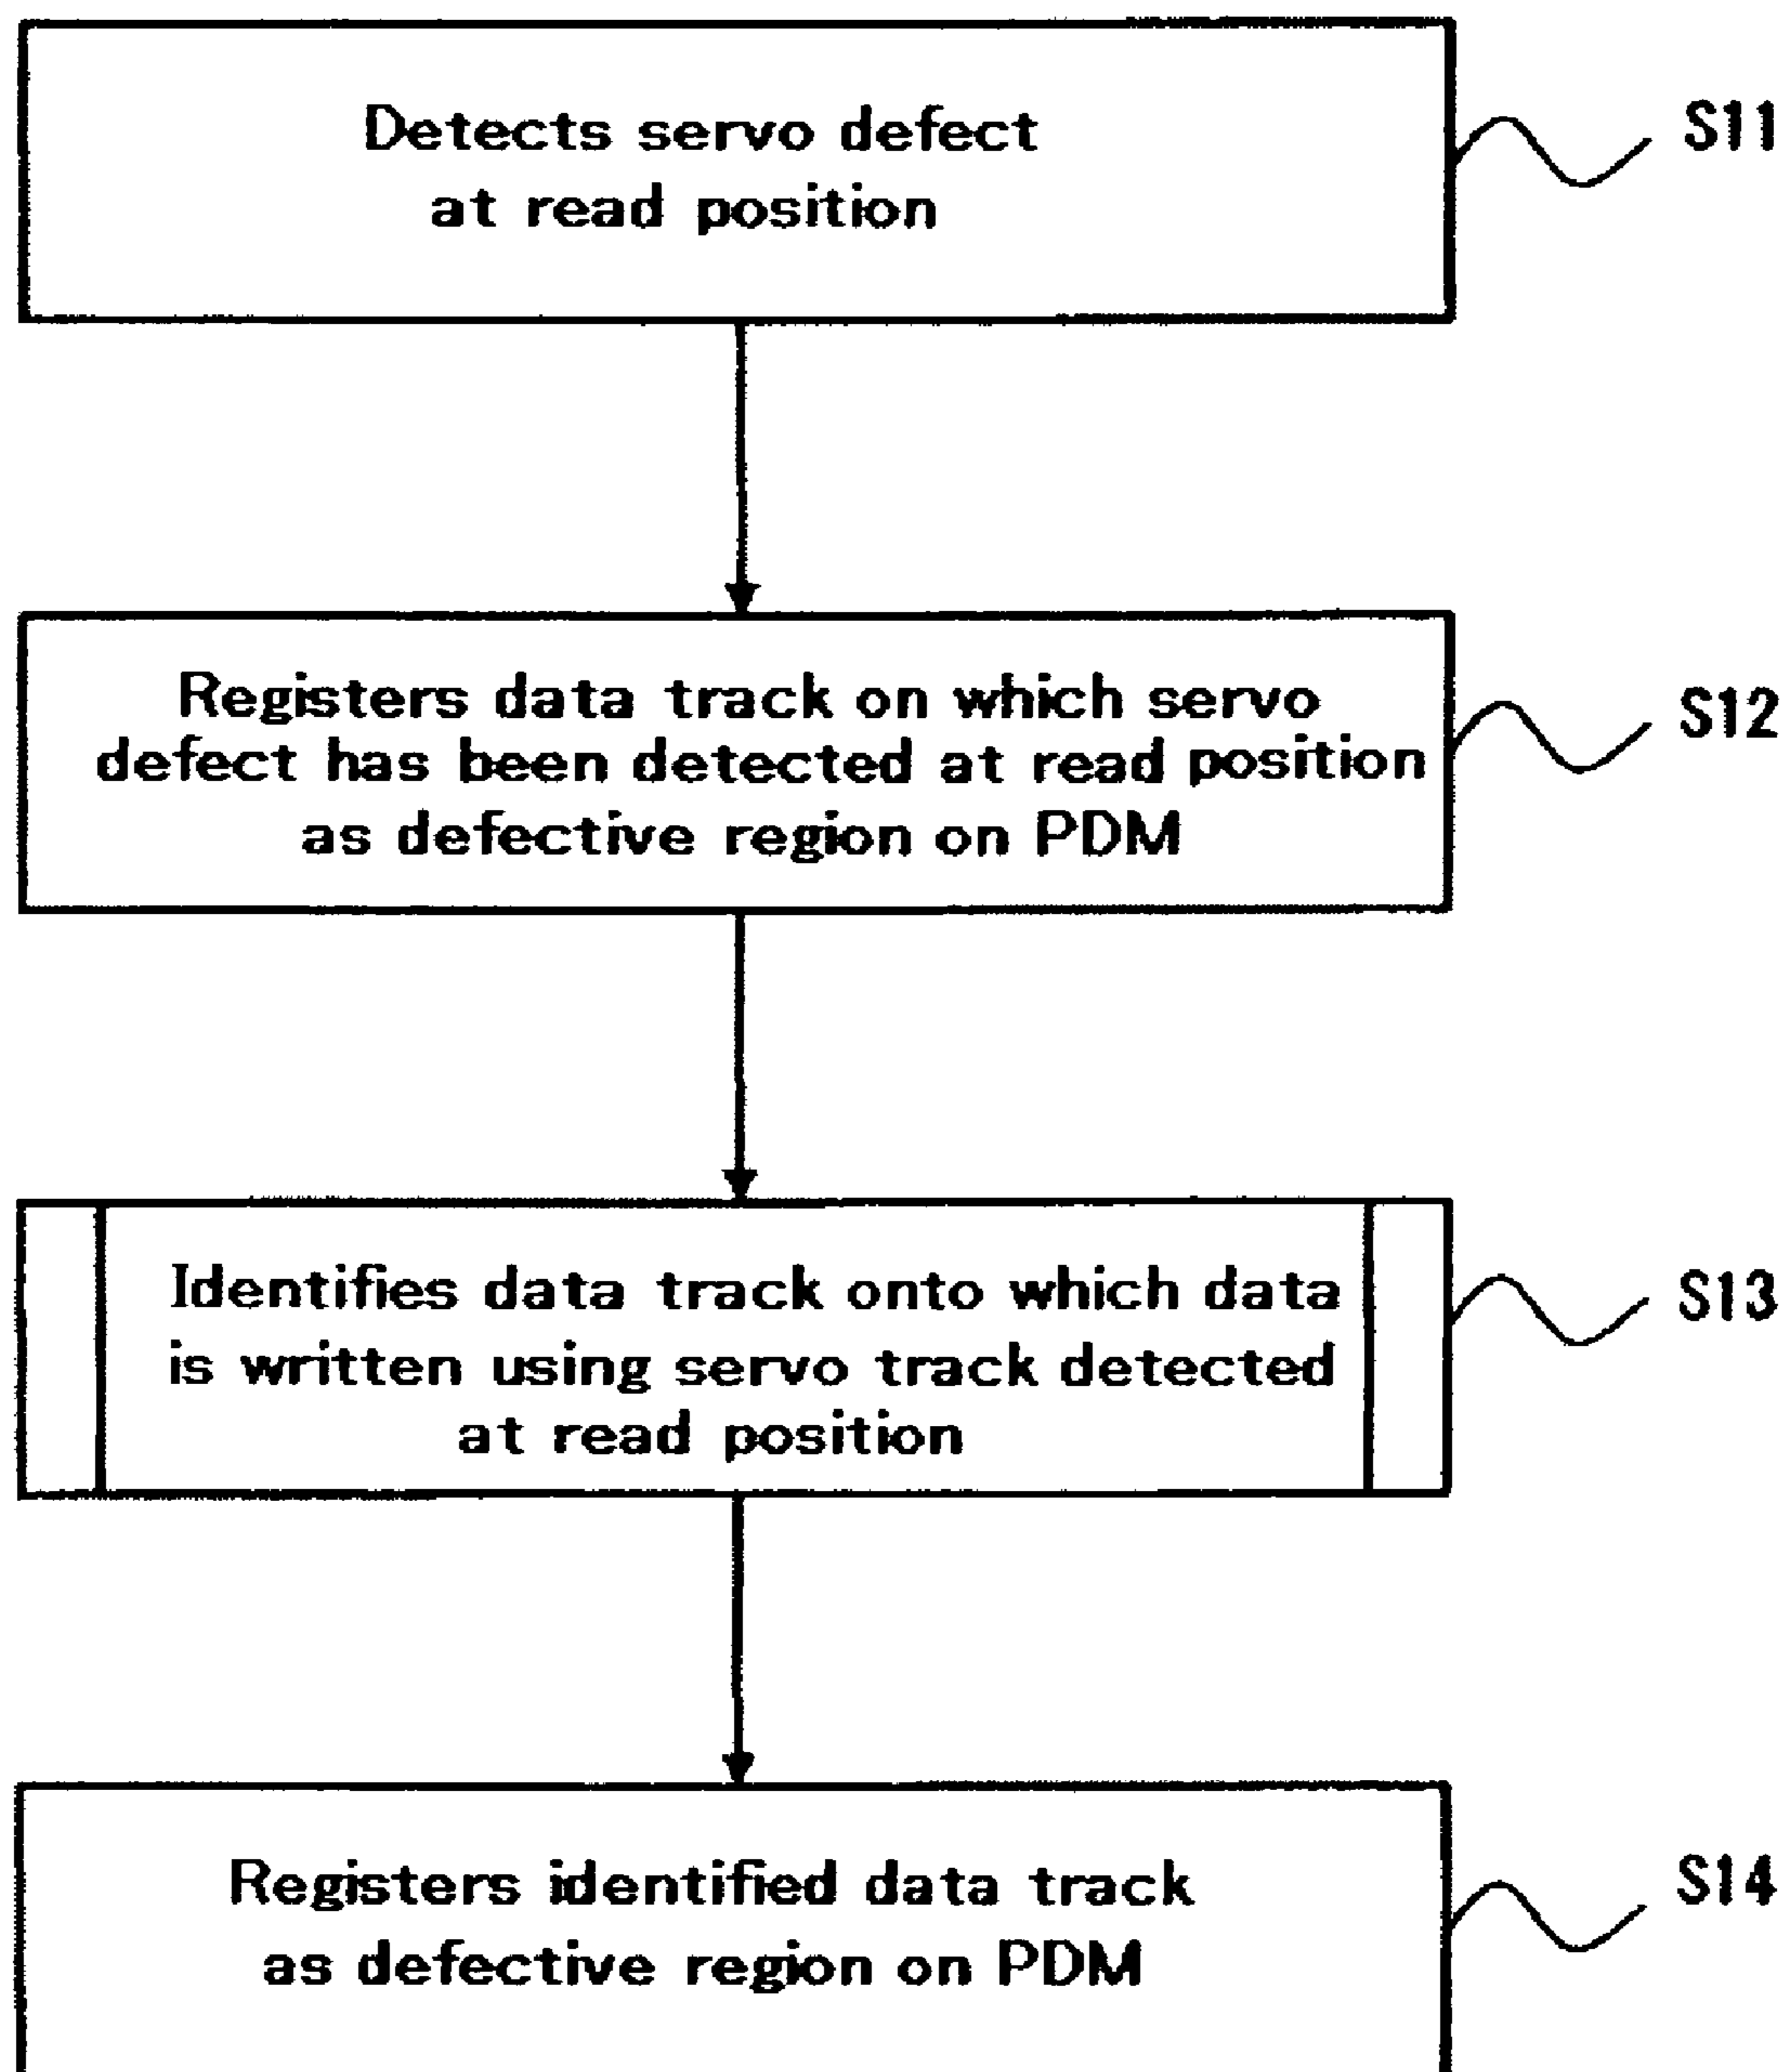 Detects servo defect
at read position
S11
Registers data track on which servo
defect has been detected at read position
as defective region on PDM
S12
Identifies data track onto which data
is written using servo track detected
at read position
S13
Registers identified data track
as defective region on PDM
S14